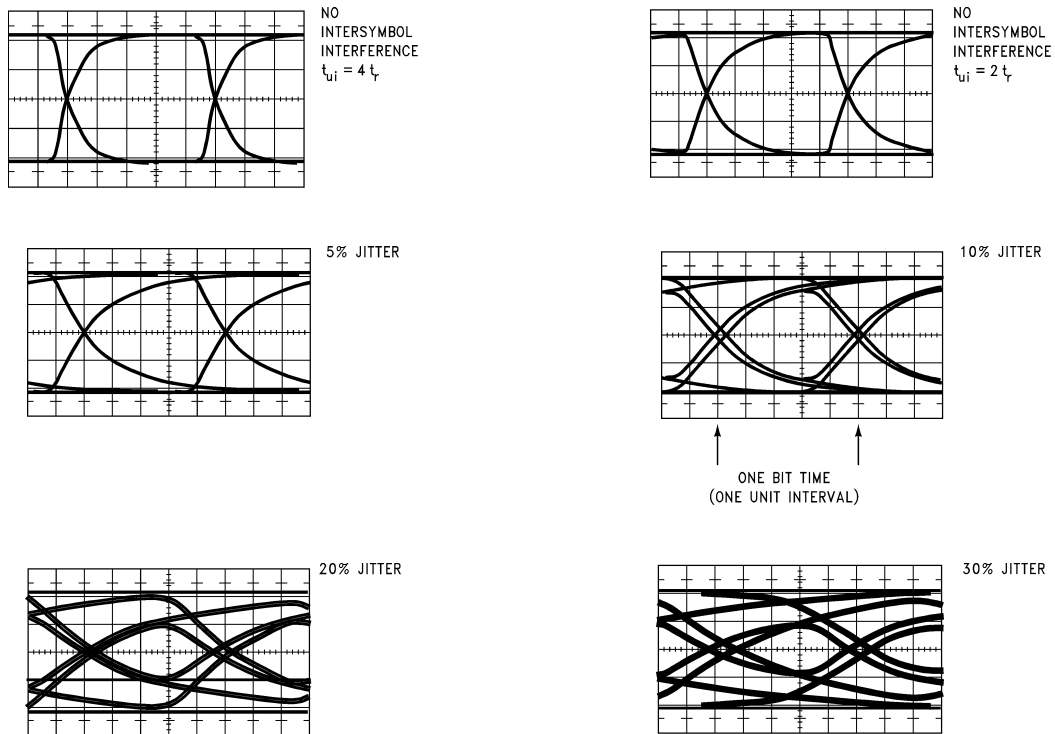 NO
INTERSYMBOL
INTERFERENCE
t_ui = 4 t_r
NO
INTERSYMBOL
INTERFERENCE
t_ui = 2 t_r
5% JITTER
10% JITTER
ONE BIT TIME
(ONE UNIT INTERVAL)
20% JITTER
30% JITTER